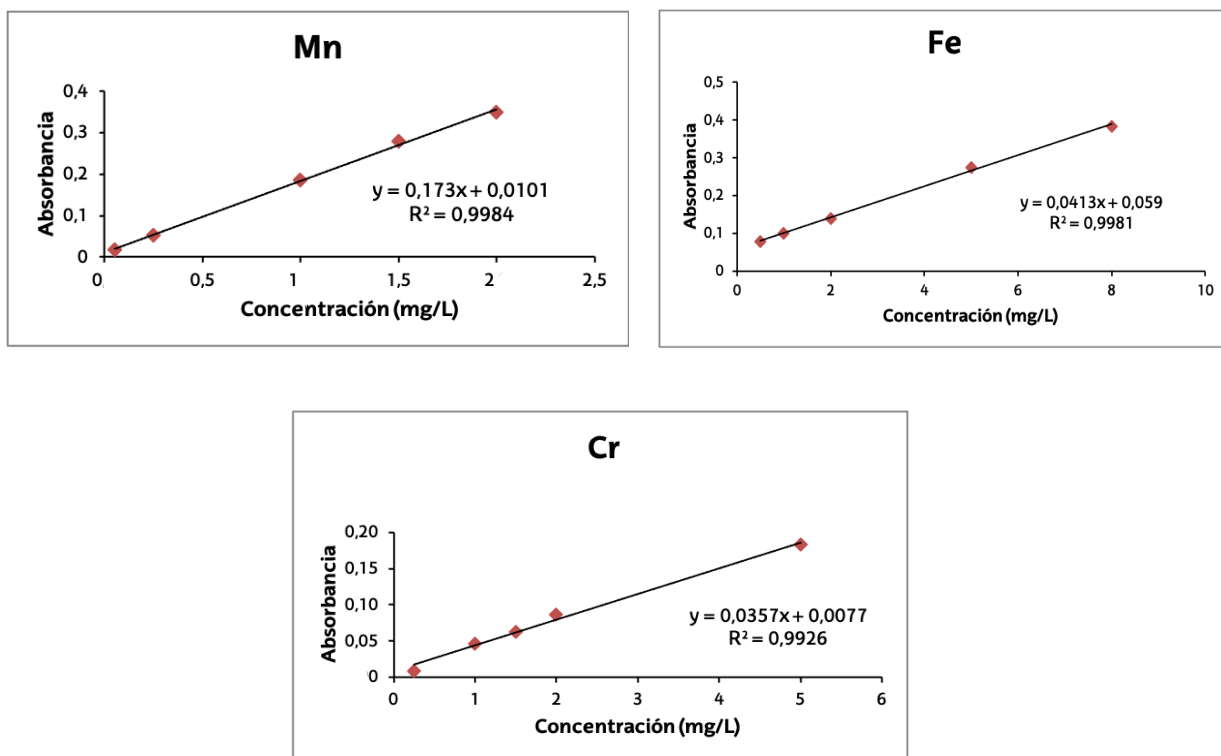 Mn
Absorbancia
0,4
0,3
0,2
0,1
0
y = 0,173x + 0,0101
R² = 0,9984
0 0,5 1 1,5 2 2,5
Concentración (mg/L)
Fe
Absorbancia
0,5
0,4
0,3
0,2
0,1
0
y = 0,0413x + 0,059
R² = 0,9981
0 2 4 6 8 10
Concentración (mg/L)
Cr
Absorbancia
0,20
0,15
0,10
0,05
0
y = 0,0357x + 0,0077
R² = 0,9926
0 1 2 3 4 5 6
Concentración (mg/L)